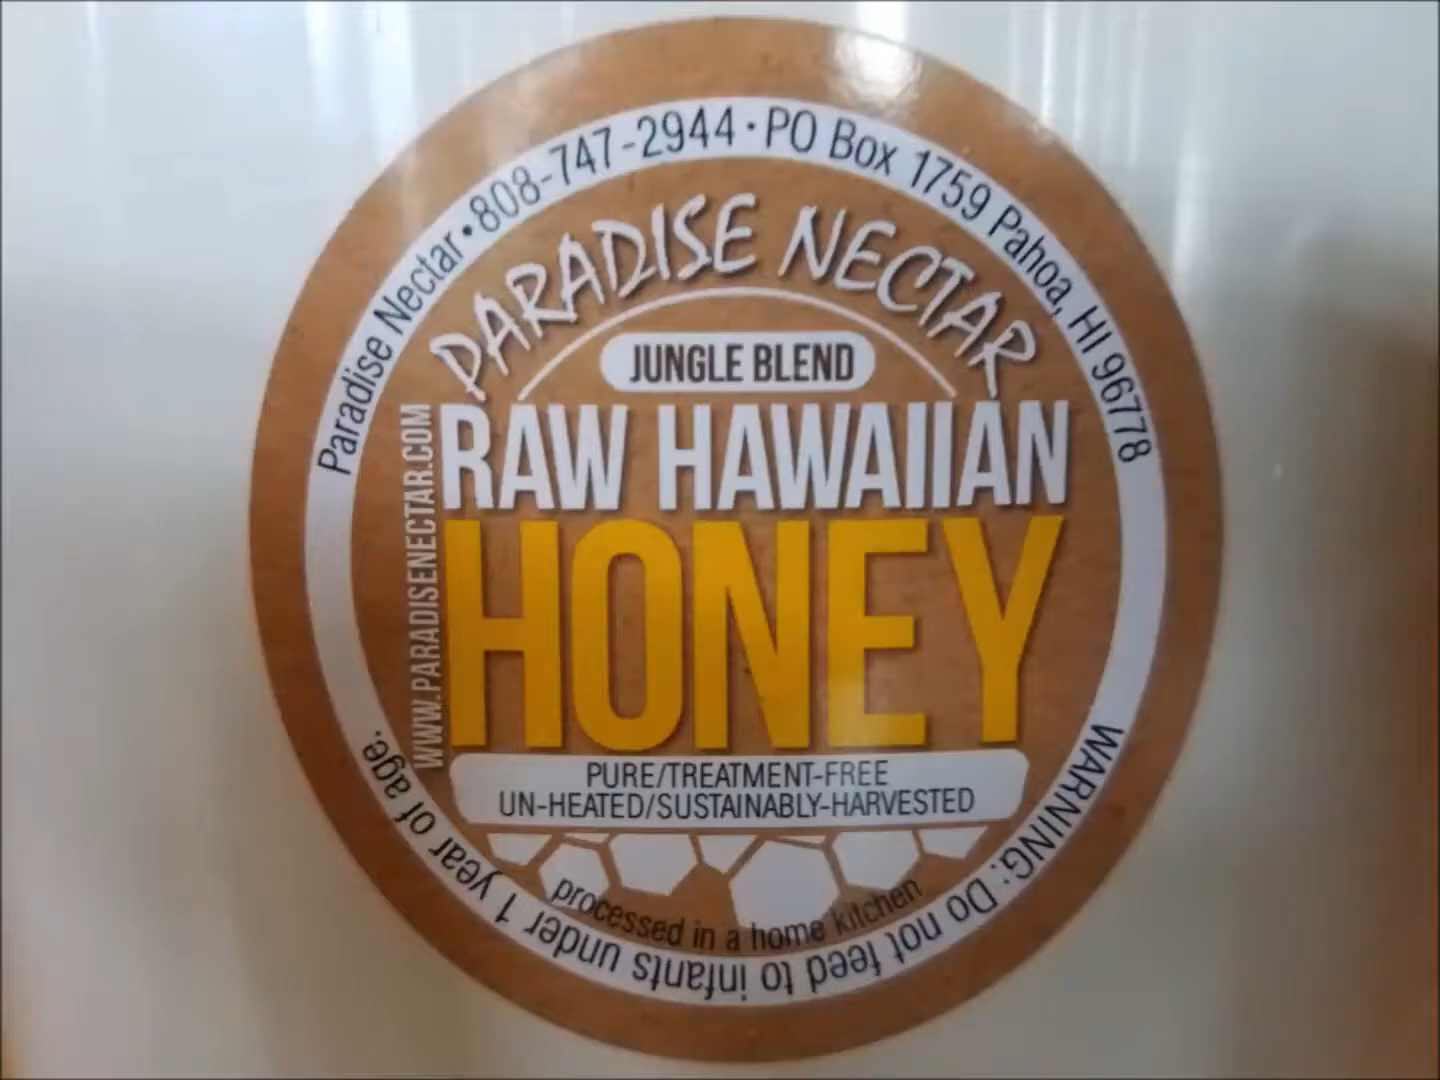 Paradise Nectar • 808-747-2944 • PO Box 1759 Pahoa, HI 96778
PARADISE NECTAR
JUNGLE BLEND
RAW HAWAIIAN
HONEY
WWW.PARADISENECTAR.COM
PURE/TREATMENT-FREE
UN-HEATED/SUSTAINABLY-HARVESTED
processed in a home kitchen
WARNING: Do not feed to infants under 1 year of age.